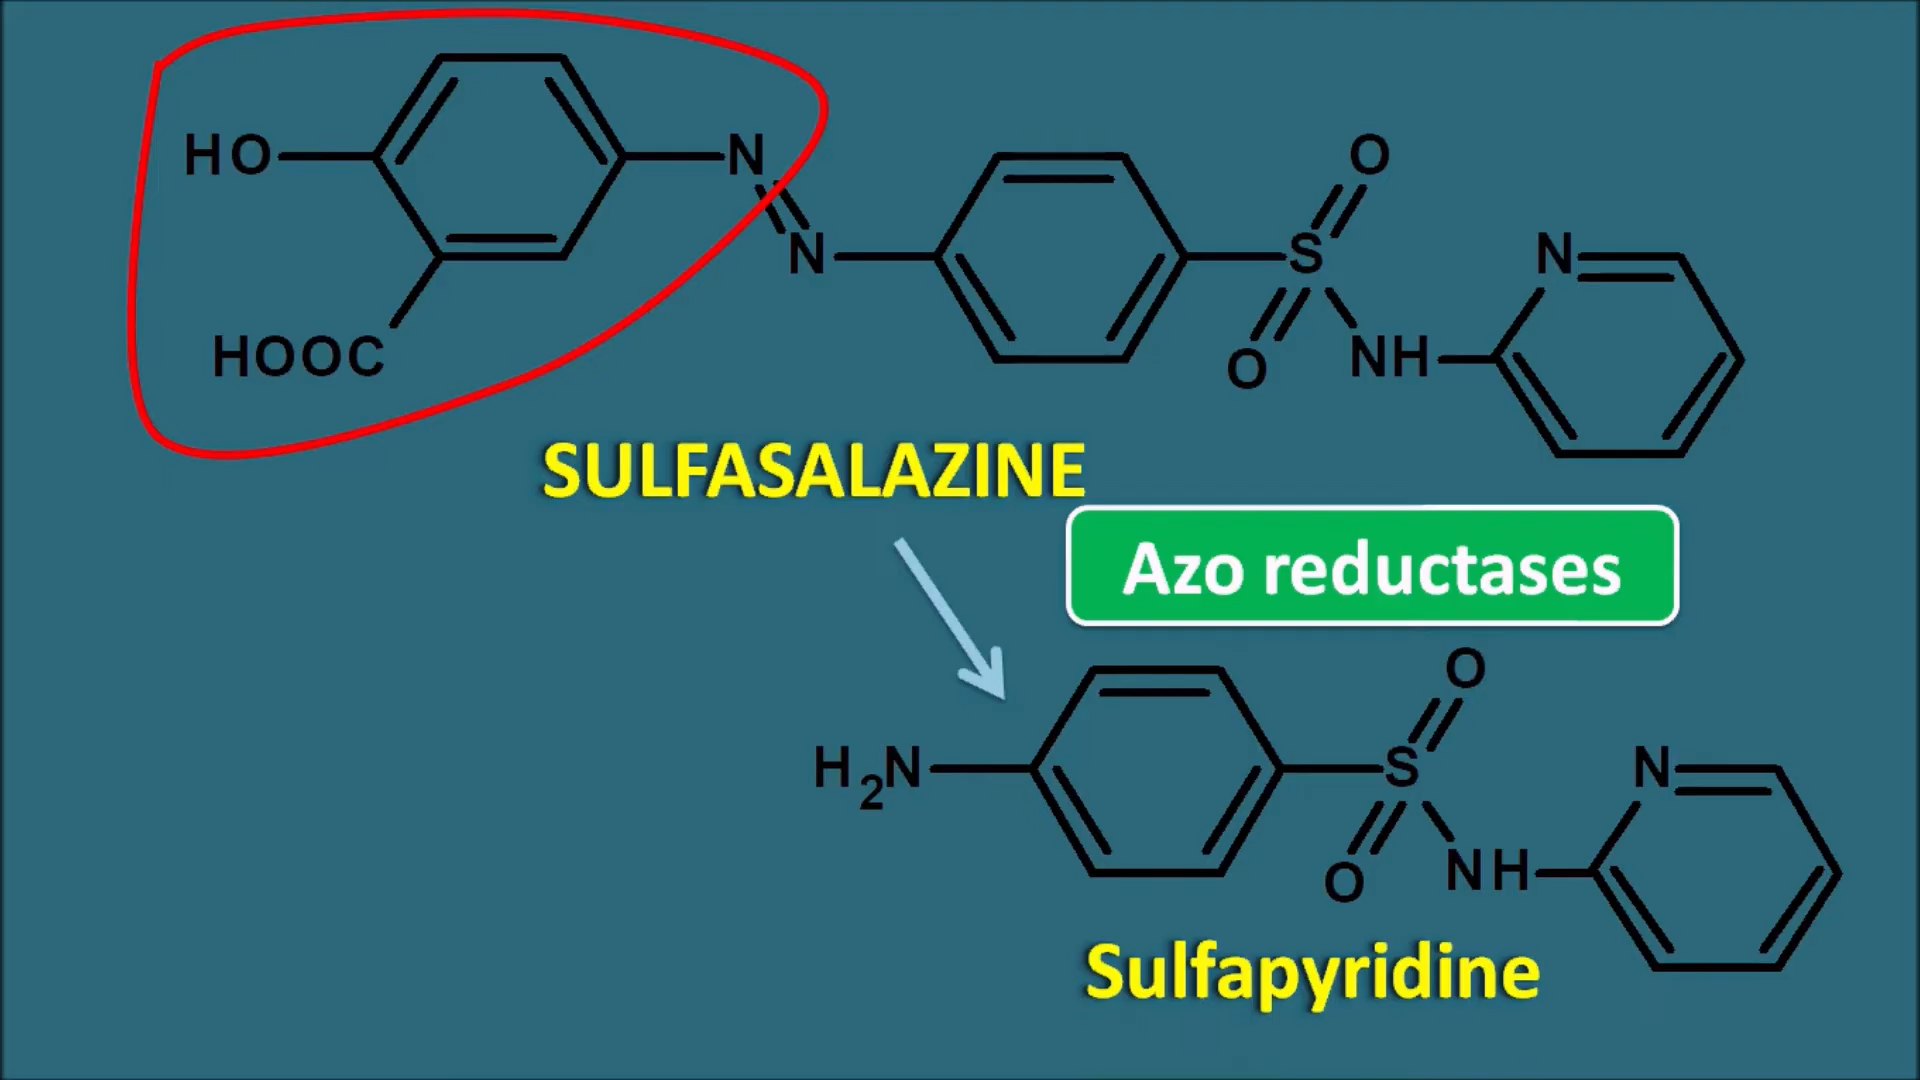 HO
N
N
HOOC
S
O
O
NH
N
SULFASALAZINE
Azo reductases
H2N
S
O
O
NH
N
Sulfapyridine